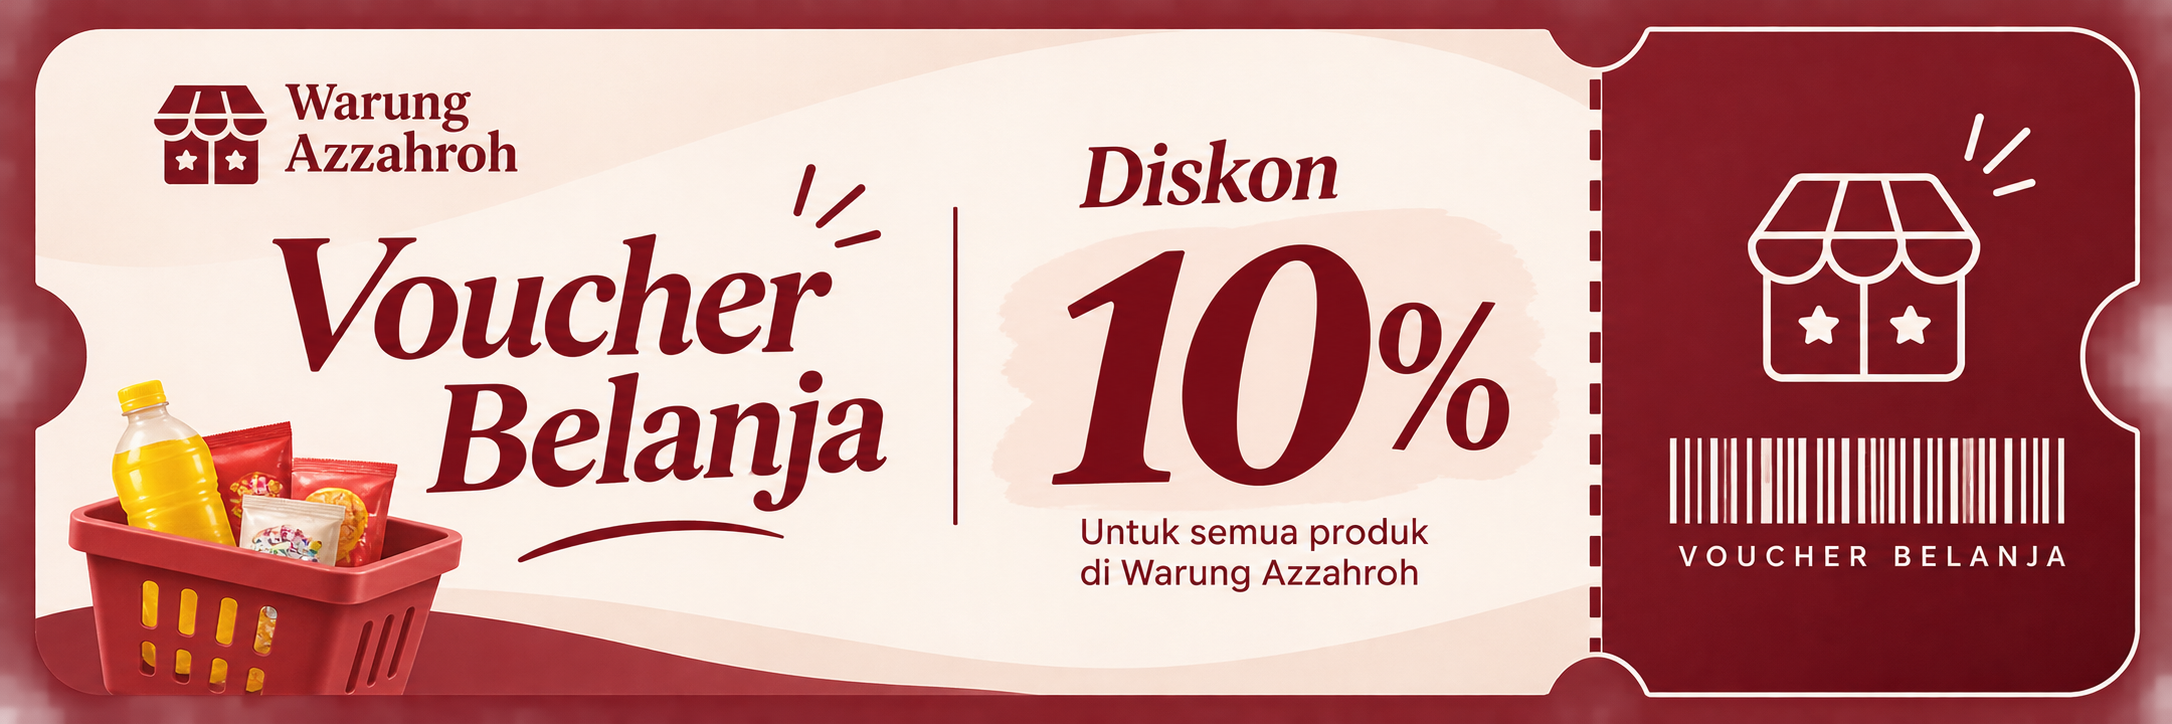 Warung
Azzahroh
Voucher
Belanja
Diskon
10%
Untuk semua produk
di Warung Azzahroh
VOUCHER BELANJA